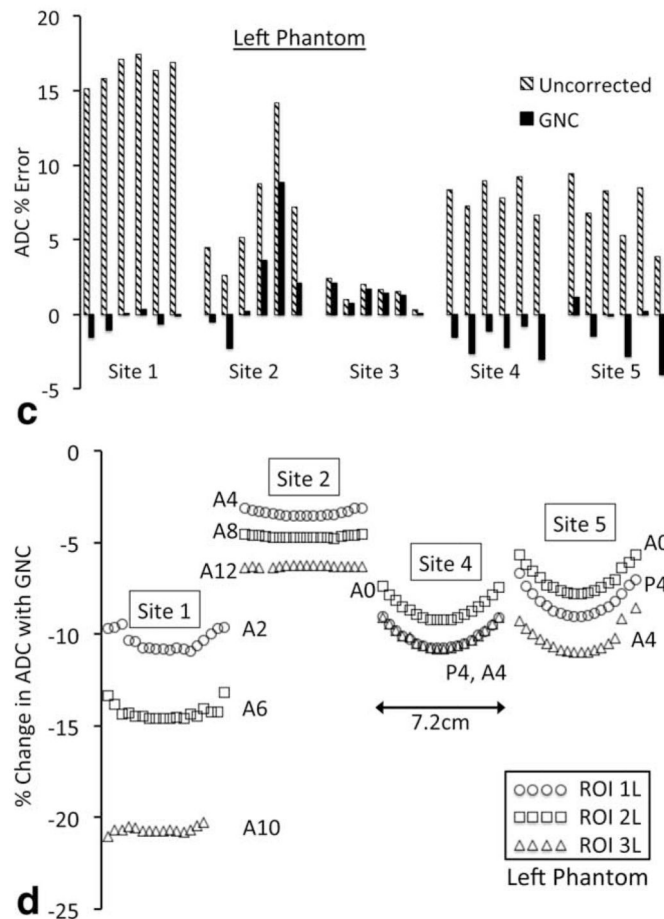 20
15
10
5
0
-5
ADC % Error
Left Phantom
Uncorrected
GNC
Site 1
Site 2
Site 3
Site 4
Site 5
c
0
-5
-10
-15
-20
-25
% Change in ADC with GNC
Site 2
A4
A8
A12
Site 1
A2
A6
A10
Site 4
A0
P4, A4
7.2cm
Site 5
A0
P4
A4
ROI 1L
ROI 2L
ROI 3L
Left Phantom
d